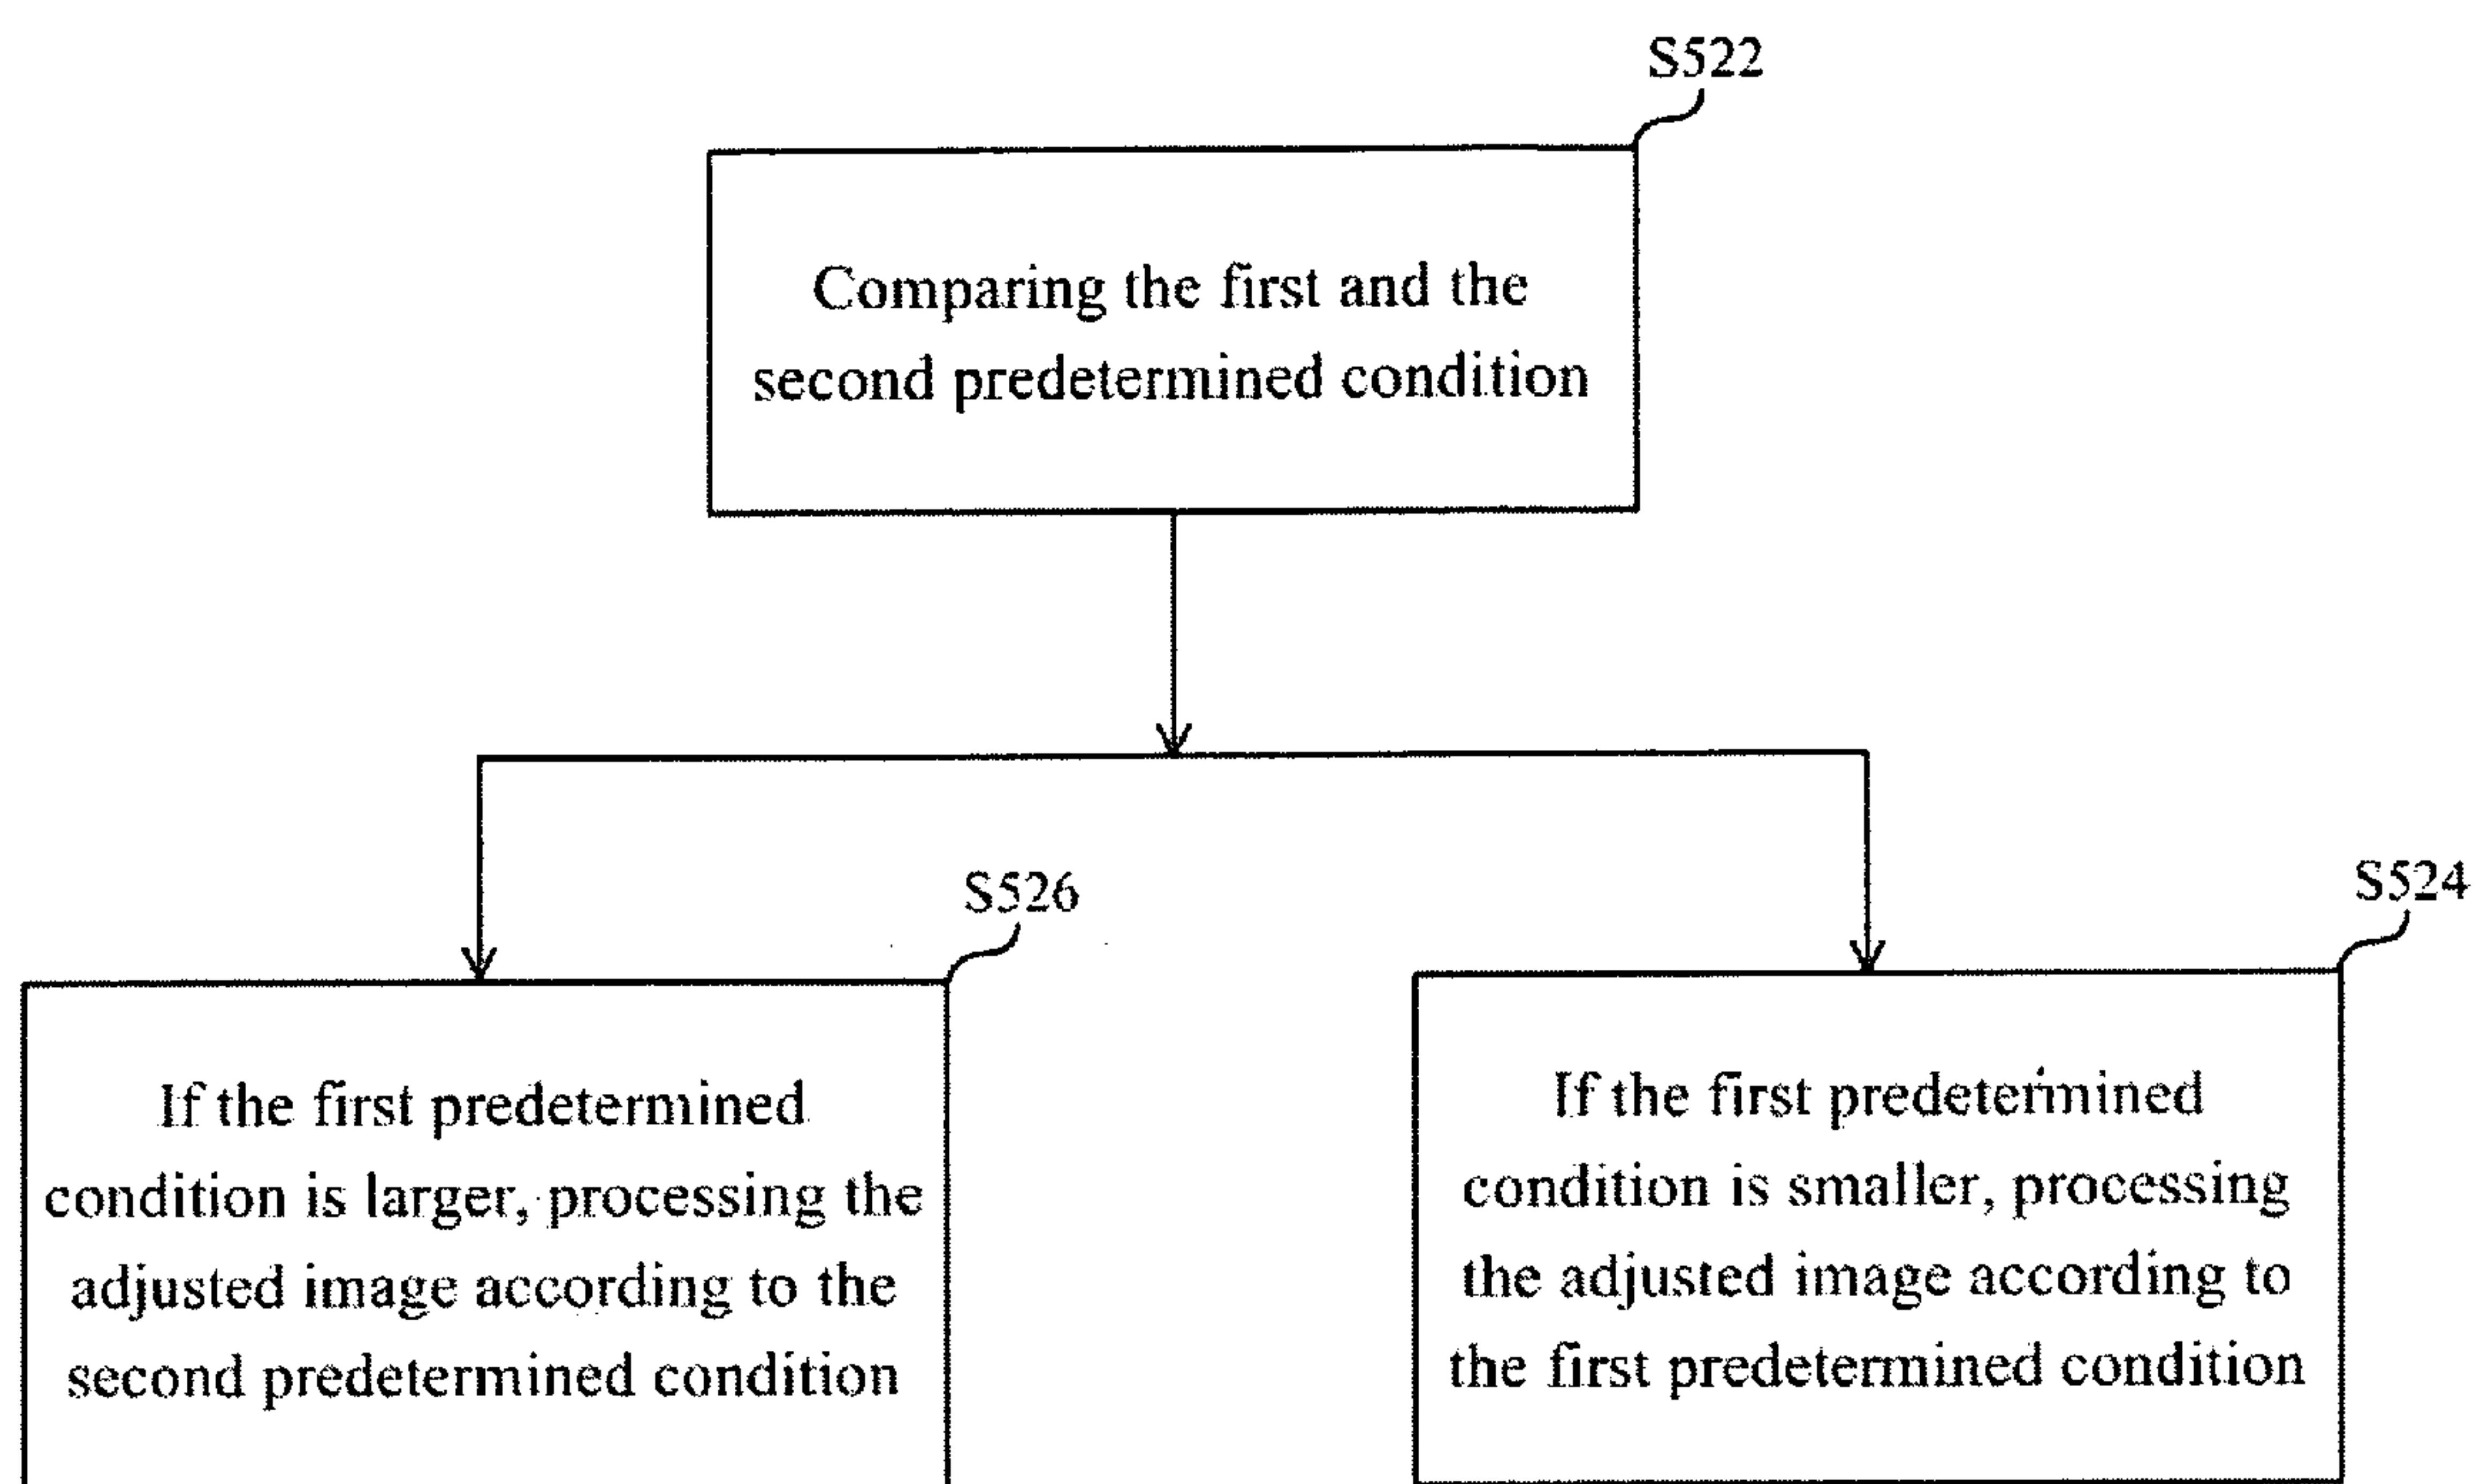 S522
Comparing the first and the
second predetermined condition
S526
If the first predetermined
condition is larger, processing the
adjusted image according to the
second predetermined condition
S524
If the first predetermined
condition is smaller, processing
the adjusted image according to
the first predetermined condition